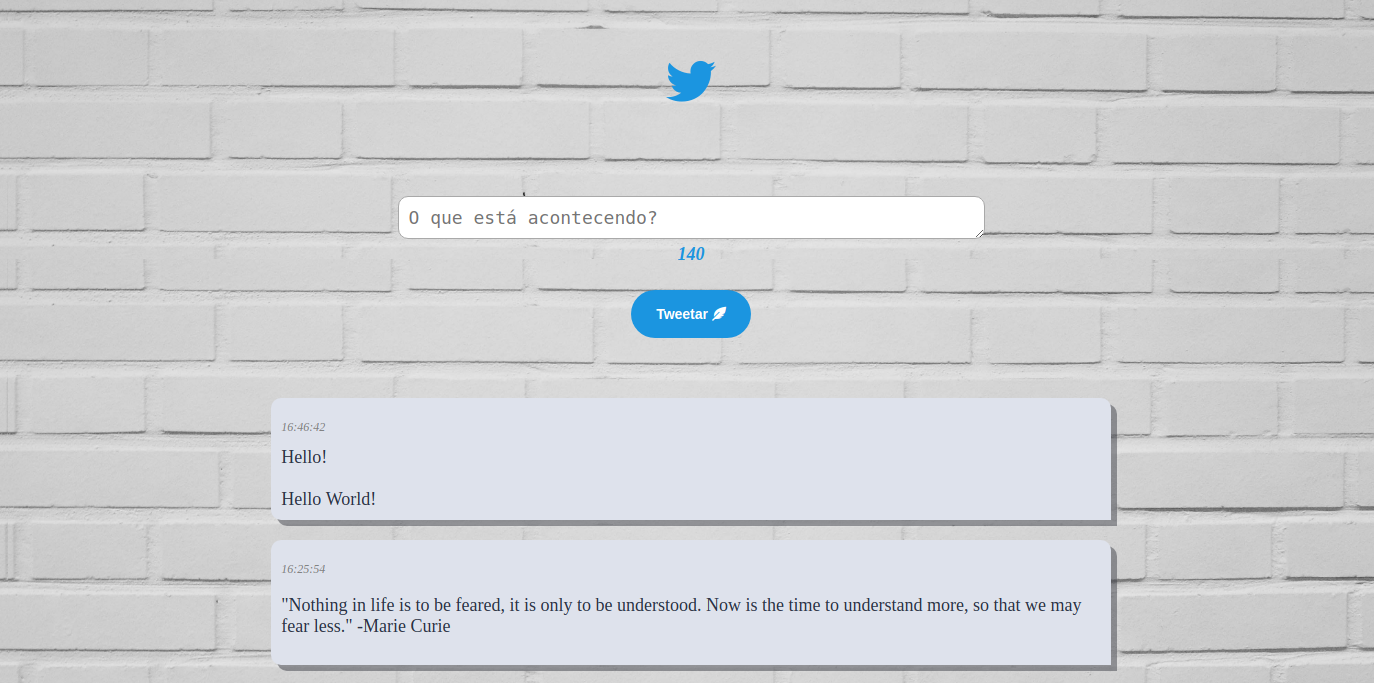 O que está acontecendo?
140
Tweetar
16:46:42
Hello!
Hello World!
16:25:54
"Nothing in life is to be feared, it is only to be understood. Now is the time to understand more, so that we may
fear less." -Marie Curie